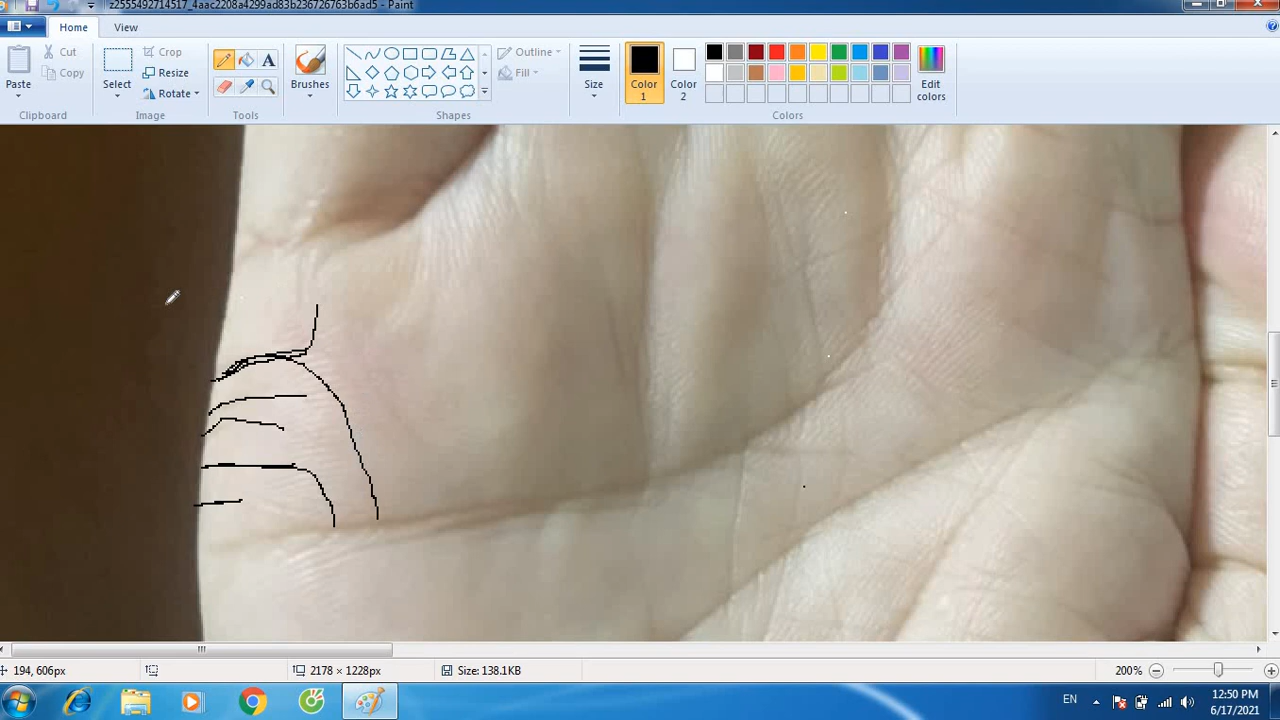 z2555492714517_4aac2208a4299ad83b236726763b6ad5 - Paint
Home View
Paste Cut Copy Clipboard
Select Crop Resize Rotate Image
Tools
Brushes
Outline Fill Shapes
Size
Color 1
Color 2
Edit colors
Colors
194, 606px 2178 × 1228px Size: 138.1KB 200%
EN 12:50 PM
6/17/2021